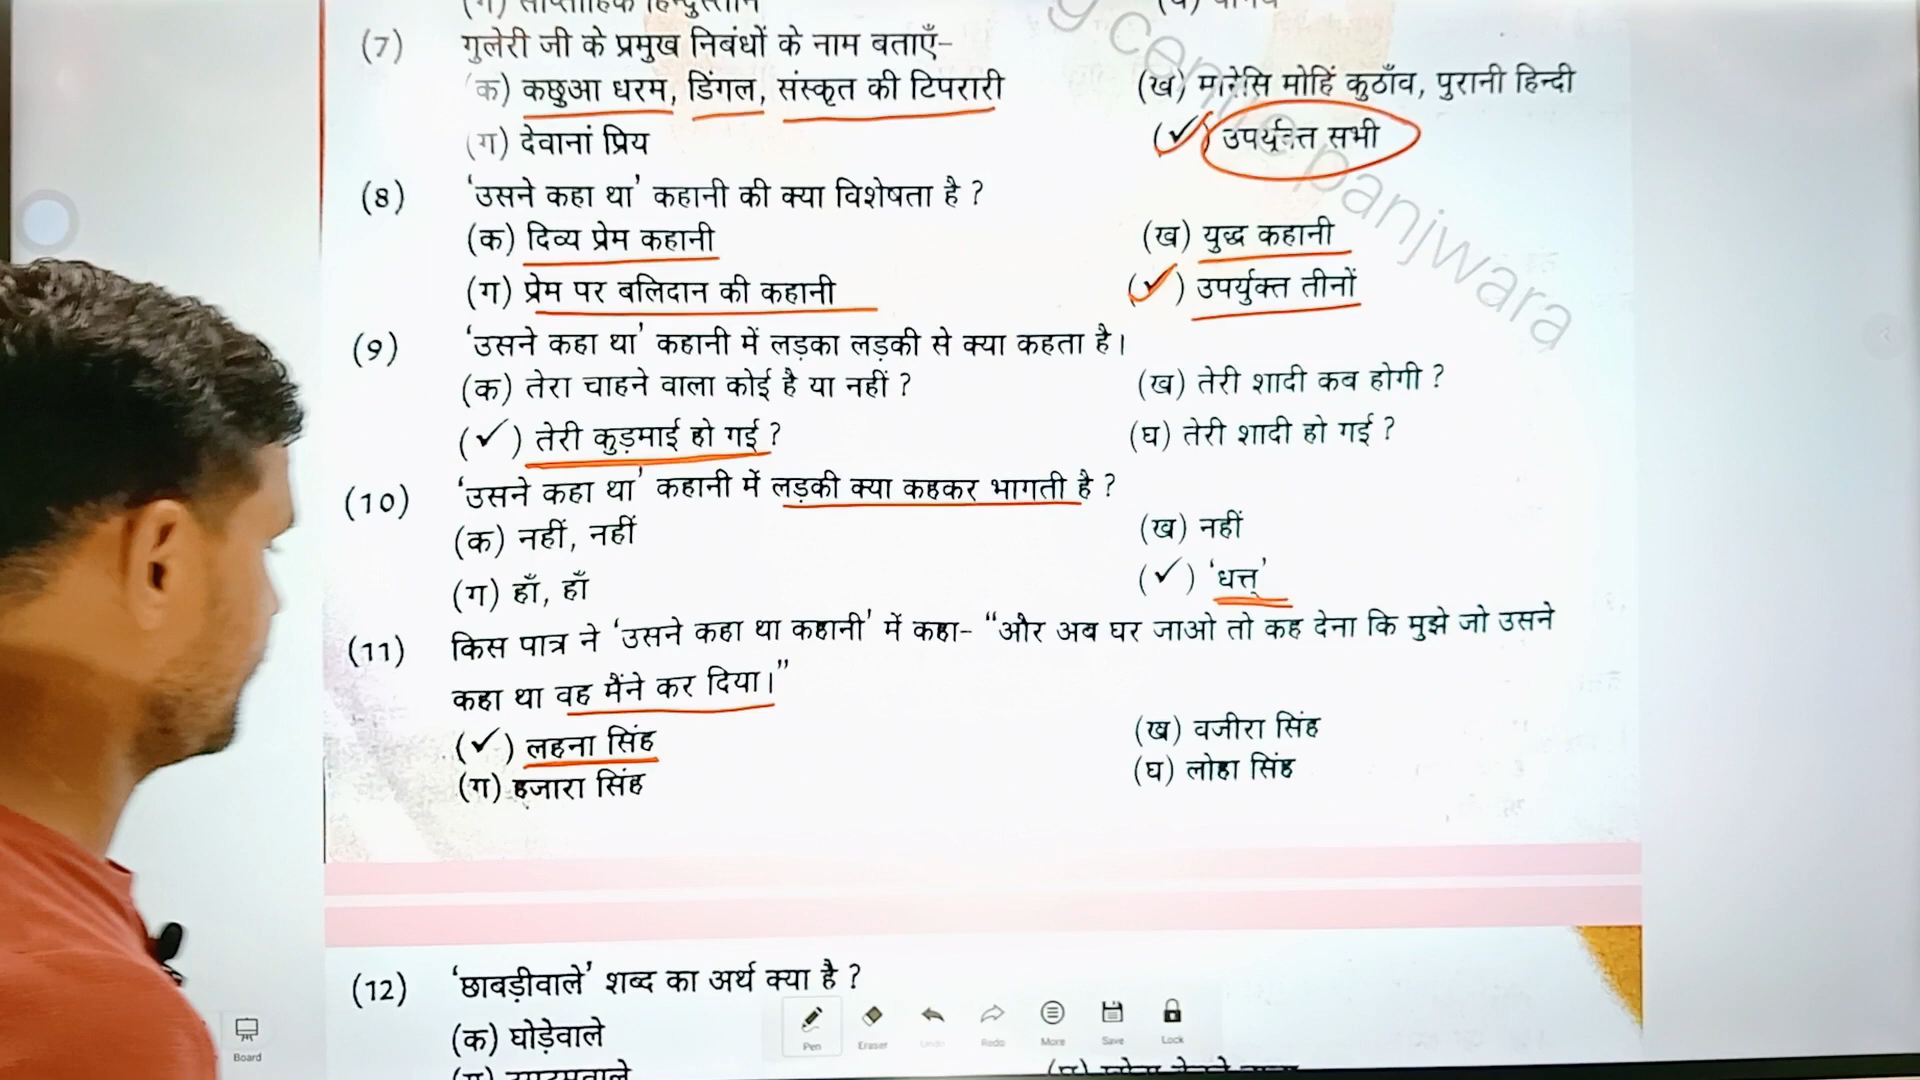 (7) गुलेरी जी के प्रमुख निबंधों के नाम बताएँ-
(क) कछुआ धरम, डिंगल, संस्कृत की टिपरारी (ख) मारेसि मोहिं कुठाँव, पुरानी हिन्दी
(ग) देवानां प्रिय (✓) उपर्युक्त सभी
(8) 'उसने कहा था' कहानी की क्या विशेषता है ?
(क) दिव्य प्रेम कहानी (ख) युद्ध कहानी
(ग) प्रेम पर बलिदान की कहानी (✓) उपर्युक्त तीनों
(9) 'उसने कहा था' कहानी में लड़का लड़की से क्या कहता है।
(क) तेरा चाहने वाला कोई है या नहीं ? (ख) तेरी शादी कब होगी ?
(✓) तेरी कुड़माई हो गई ? (घ) तेरी शादी हो गई ?
(10) 'उसने कहा था' कहानी में लड़की क्या कहकर भागती है ?
(क) नहीं, नहीं (ख) नहीं
(ग) हाँ, हाँ (✓) 'धत्त्'
(11) किस पात्र ने 'उसने कहा था कहानी' में कहा- "और अब घर जाओ तो कह देना कि मुझे जो उसने
कहा था वह मैंने कर दिया।"
(✓) लहना सिंह (ख) वजीरा सिंह
(ग) हजारा सिंह (घ) लोहा सिंह
(12) 'छाबड़ीवाले' शब्द का अर्थ क्या है ?
(क) घोड़ेवाले
panjwara
Board
Pen Eraser Undo Redo More Save Lock